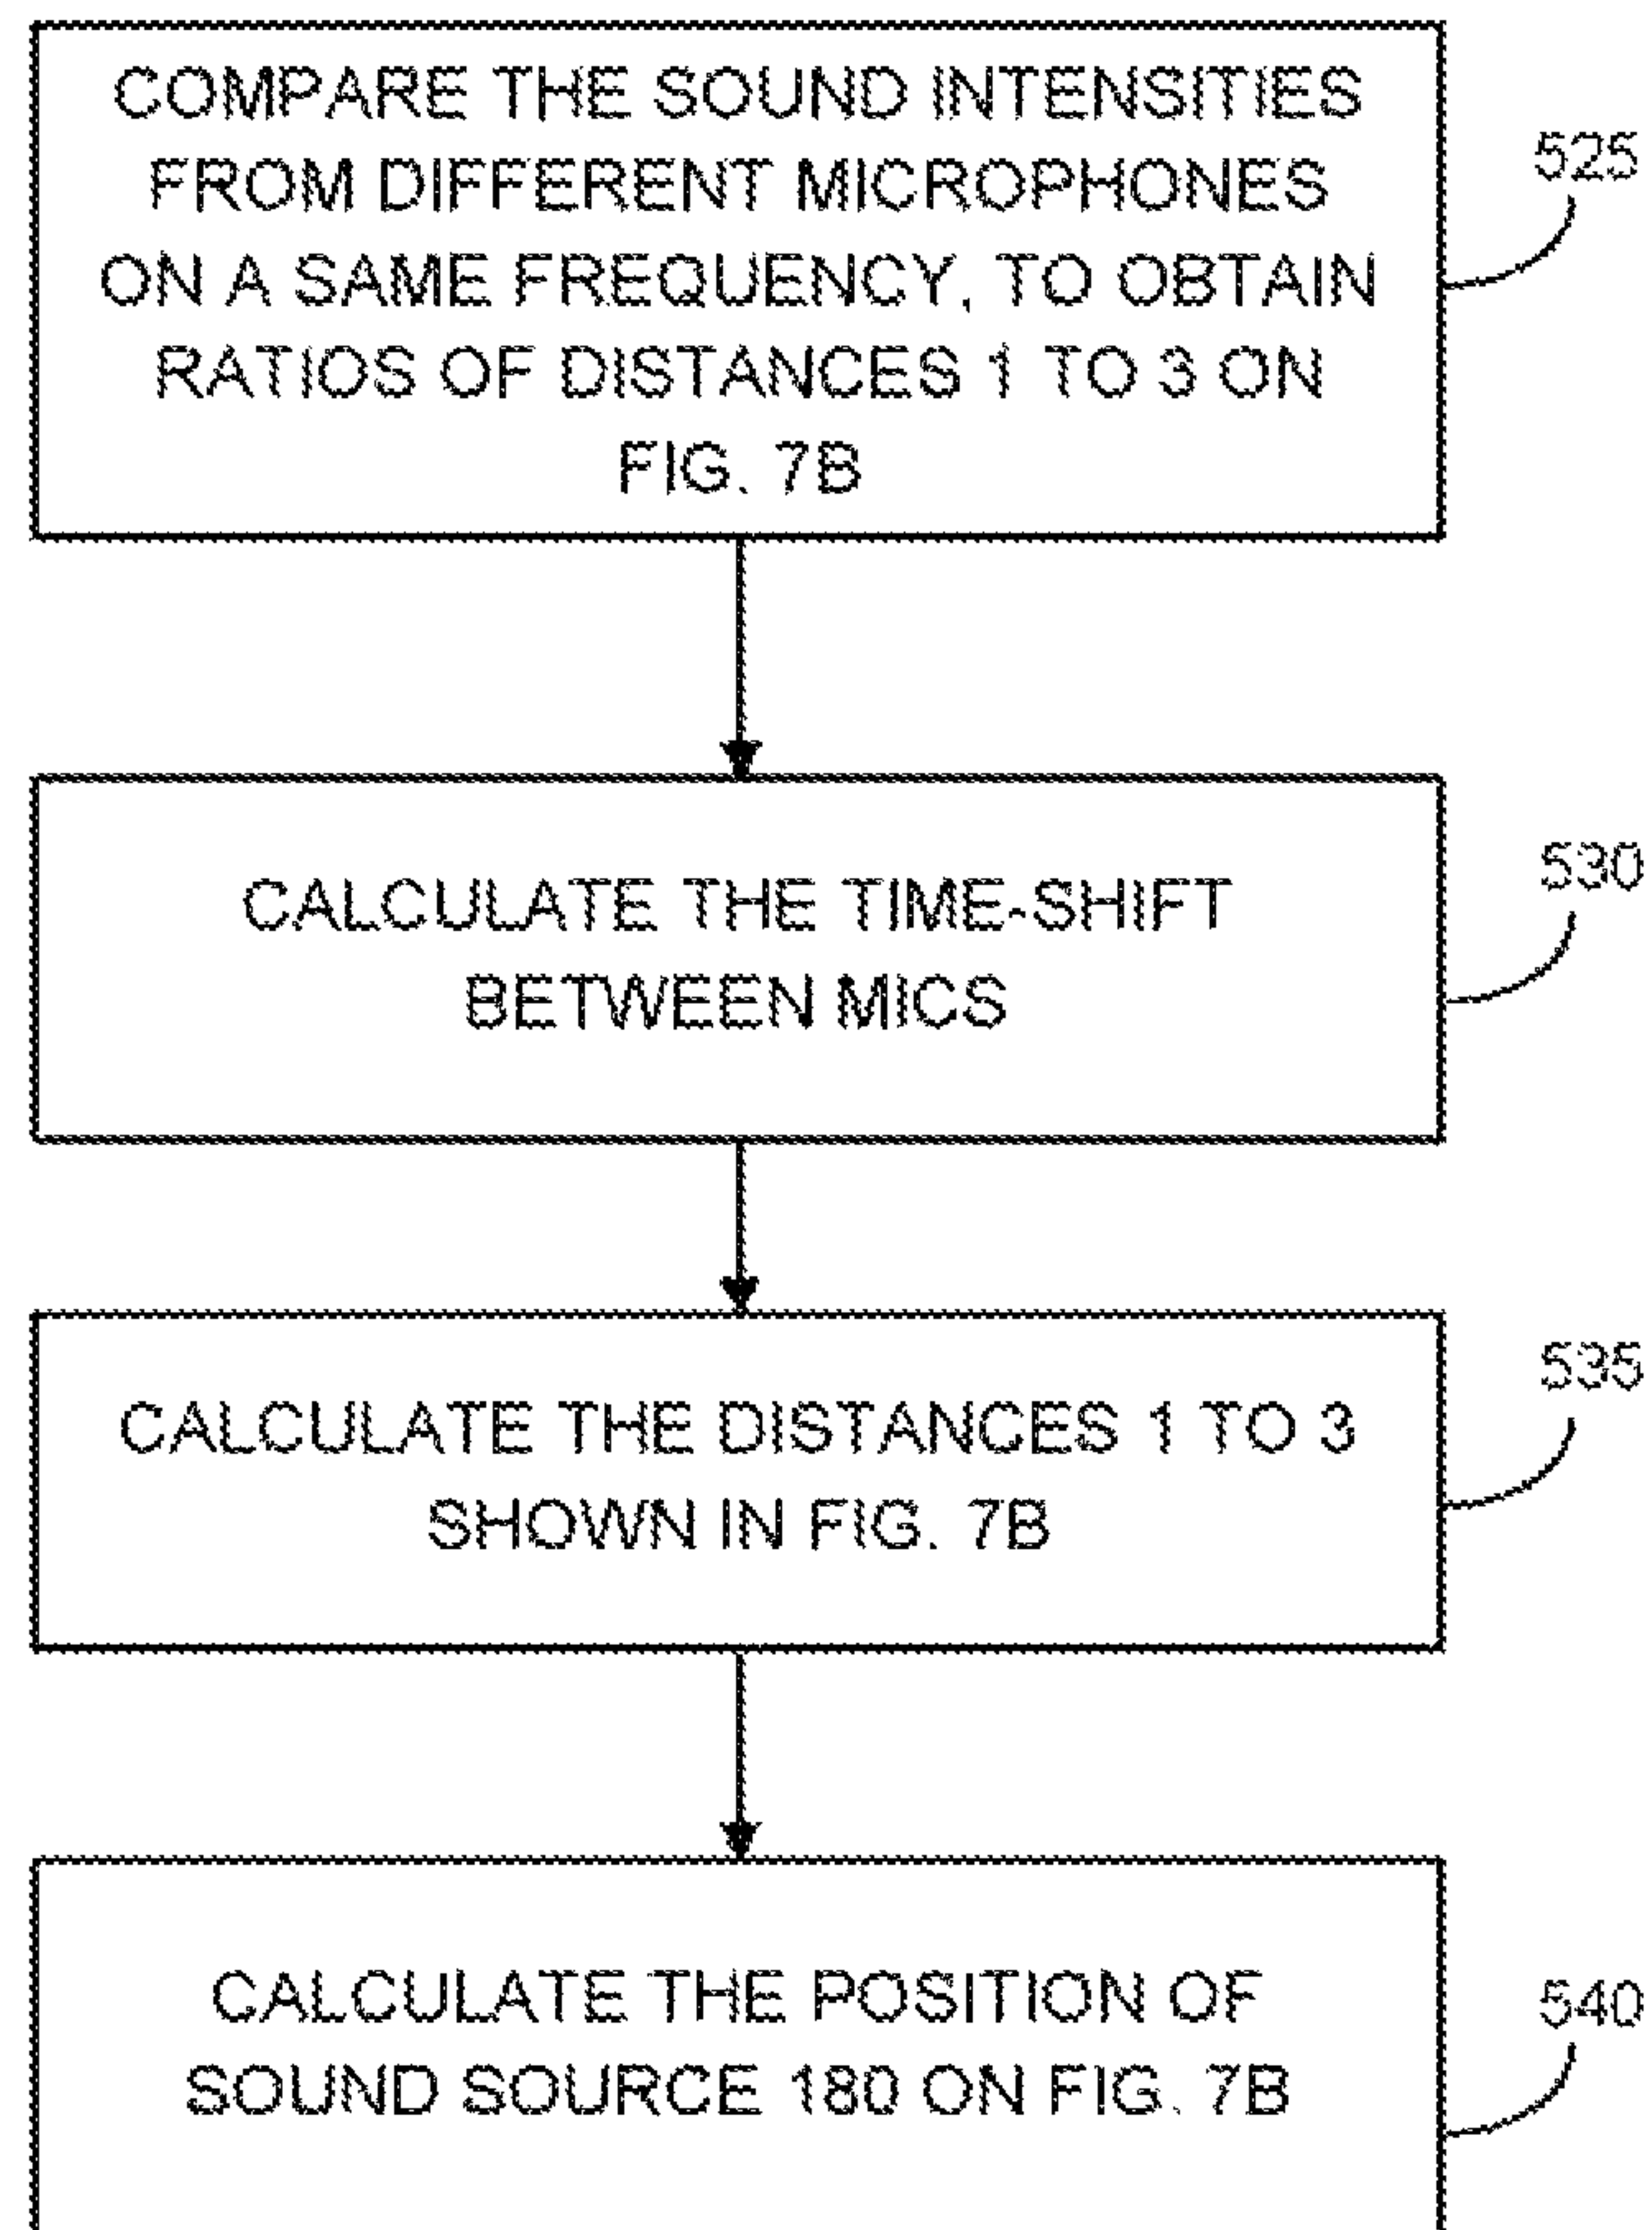 COMPARE THE SOUND INTENSITIES
FROM DIFFERENT MICROPHONES
ON A SAME FREQUENCY, TO OBTAIN
RATIOS OF DISTANCES 1 TO 3 ON
FIG. 7B
525
CALCULATE THE TIME-SHIFT
BETWEEN MICS
530
CALCULATE THE DISTANCES 1 TO 3
SHOWN IN FIG. 7B
535
CALCULATE THE POSITION OF
SOUND SOURCE 180 ON FIG. 7B
540